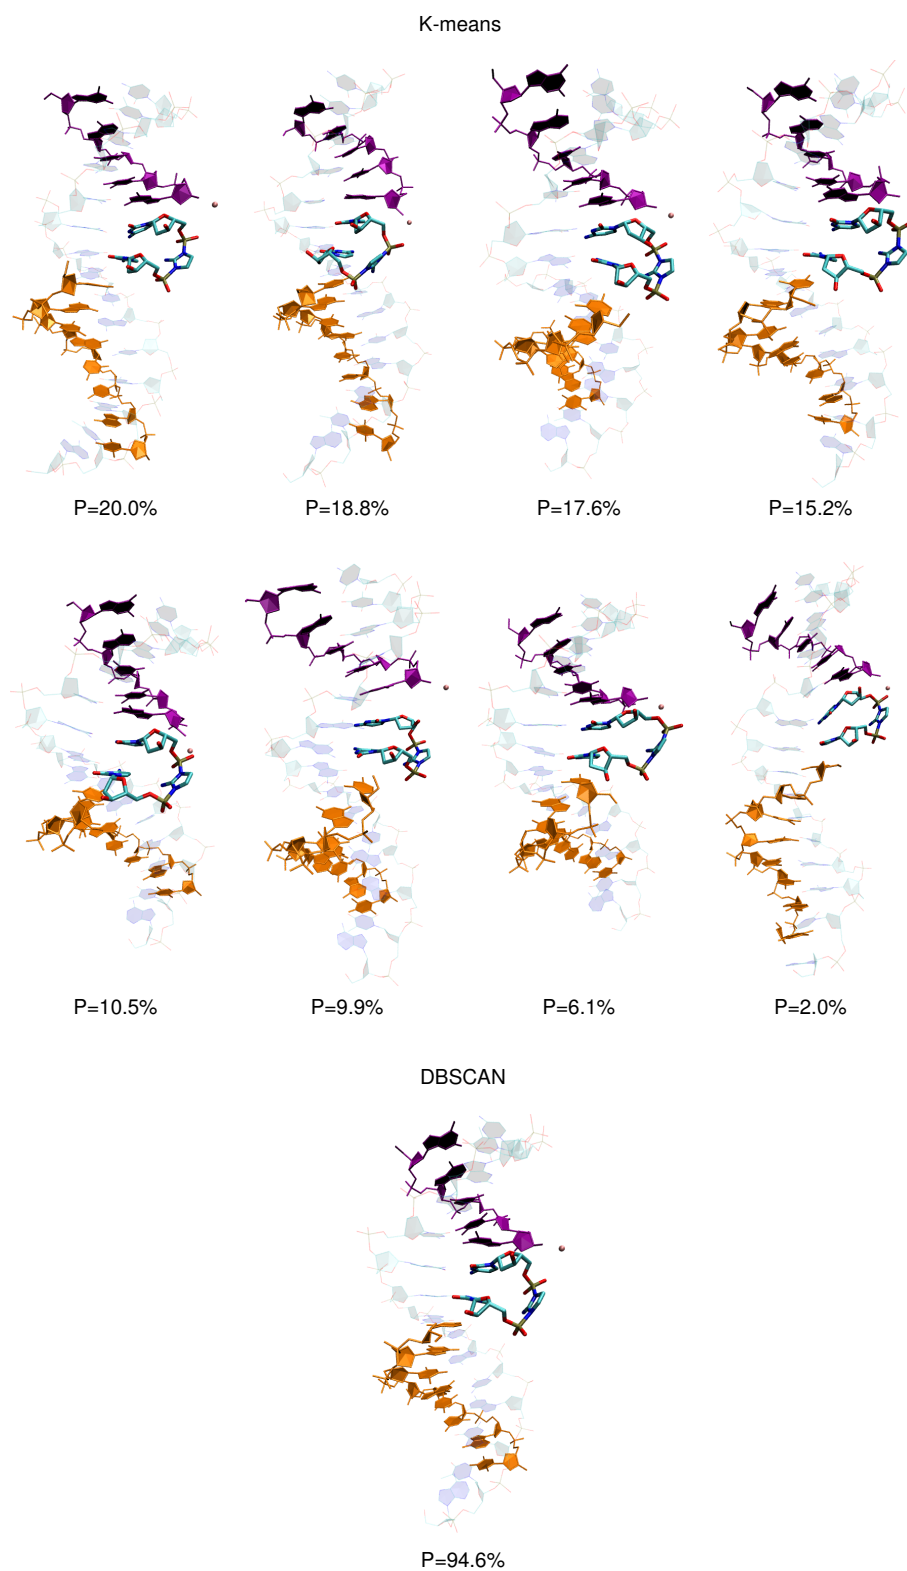 K-means
P=20.0%
P=18.8%
P=17.6%
P=15.2%
P=10.5%
P=9.9%
P=6.1%
P=2.0%
DBSCAN
P=94.6%